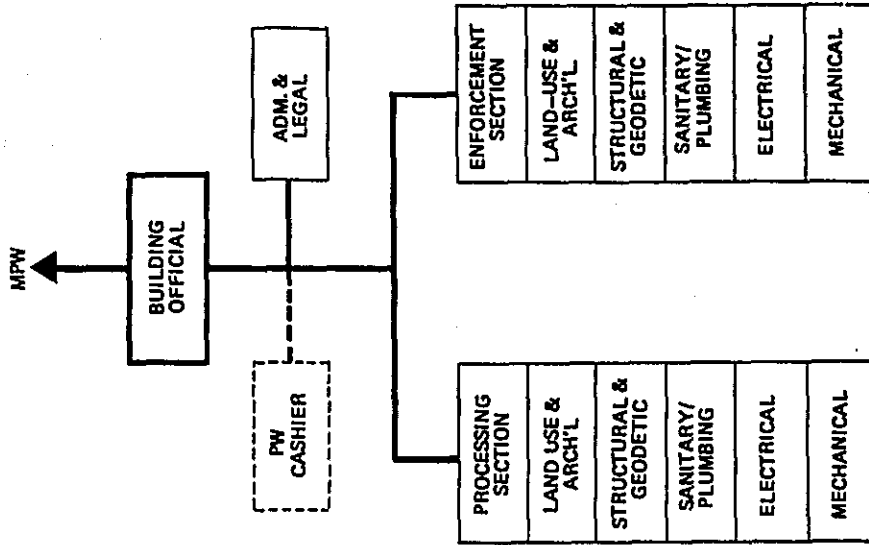 MPW
BUILDING
OFFICIAL
PW
CASHIER
ADM. &
LEGAL
PROCESSING
SECTION
LAND USE &
ARCH'L
STRUCTURAL &
GEODETIC
SANITARY/
PLUMBING
ELECTRICAL
MECHANICAL
ENFORCEMENT
SECTION
LAND-USE &
ARCH'L.
STRUCTURAL &
GEODETIC
SANITARY/
PLUMBING
ELECTRICAL
MECHANICAL